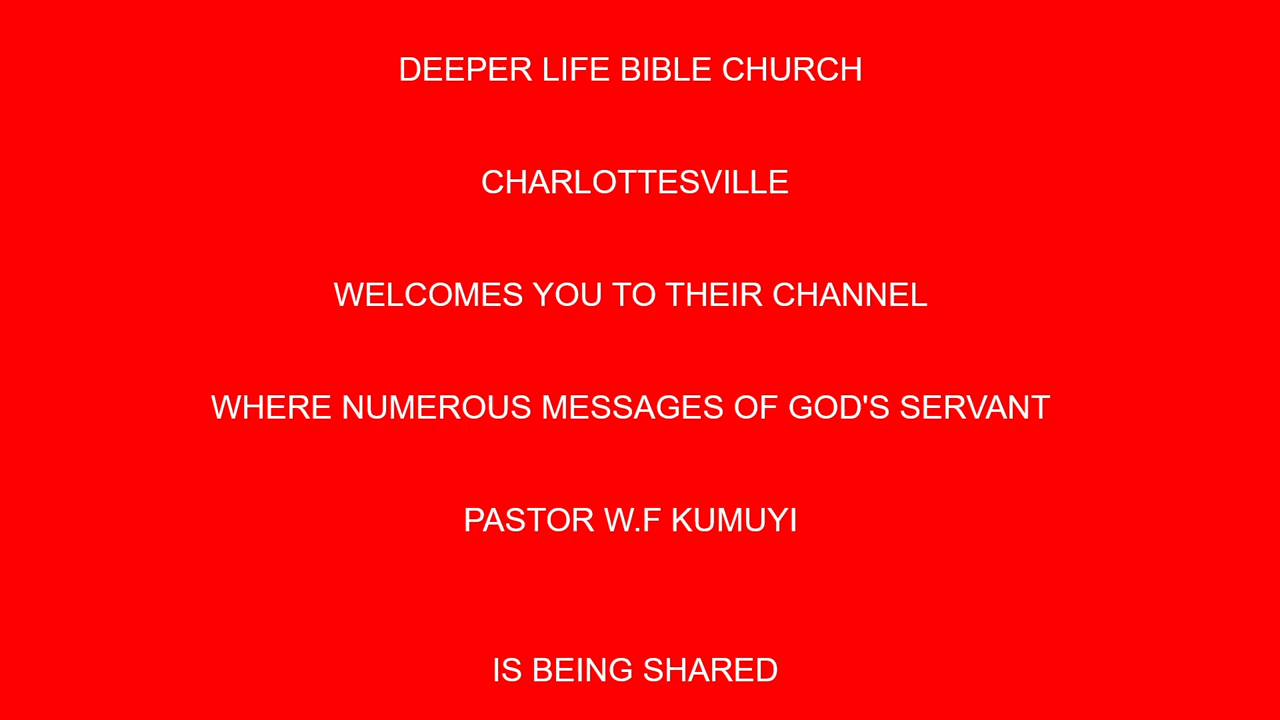 DEEPER LIFE BIBLE CHURCH
CHARLOTTESVILLE
WELCOMES YOU TO THEIR CHANNEL
WHERE NUMEROUS MESSAGES OF GOD'S SERVANT
PASTOR W.F KUMUYI
IS BEING SHARED